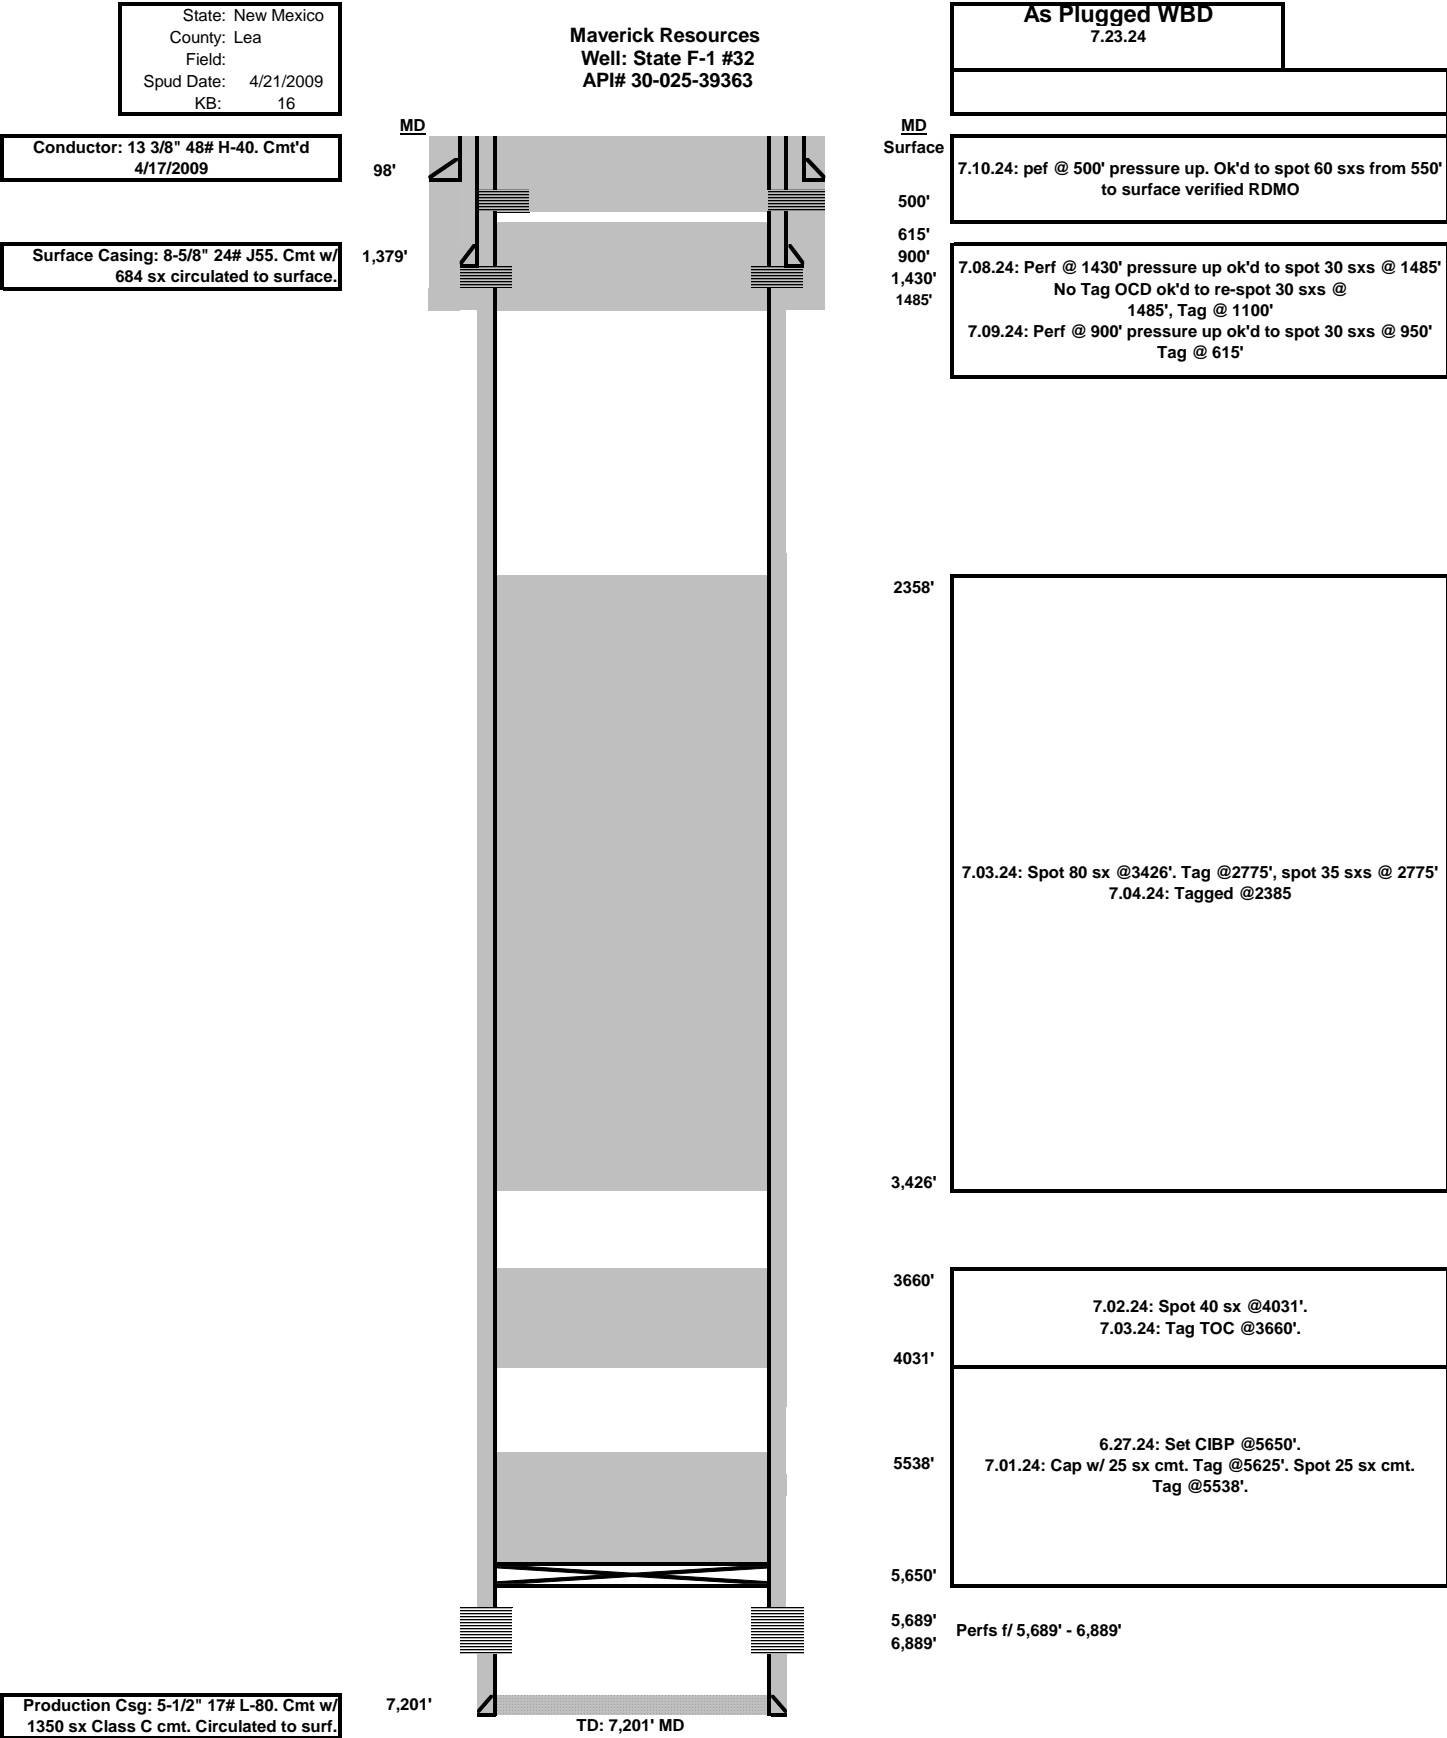 State: New Mexico
County: Lea
Field:
Spud Date: 4/21/2009
KB: 16
Maverick Resources
Well: State F-1 #32
API# 30-025-39363
As Plugged WBD
7.23.24
MD
MD
Surface
Conductor: 13 3/8" 48# H-40. Cmt'd
4/17/2009
98'
7.10.24: pef @ 500' pressure up. Ok'd to spot 60 sxs from 550'
to surface verified RDMO
500'
615'
Surface Casing: 8-5/8" 24# J55. Cmt w/
684 sx circulated to surface.
1,379'
900'
1,430'
1485'
7.08.24: Perf @ 1430' pressure up ok'd to spot 30 sxs @ 1485'
No Tag OCD ok'd to re-spot 30 sxs @
1485', Tag @ 1100'
7.09.24: Perf @ 900' pressure up ok'd to spot 30 sxs @ 950'
Tag @ 615'
2358'
7.03.24: Spot 80 sx @3426'. Tag @2775', spot 35 sxs @ 2775'
7.04.24: Tagged @2385
3,426'
3660'
7.02.24: Spot 40 sx @4031'.
7.03.24: Tag TOC @3660'.
4031'
5538'
6.27.24: Set CIBP @5650'.
7.01.24: Cap w/ 25 sx cmt. Tag @5625'. Spot 25 sx cmt.
Tag @5538'.
5,650'
5,689'
6,889'
Perfs f/ 5,689' - 6,889'
Production Csg: 5-1/2" 17# L-80. Cmt w/
1350 sx Class C cmt. Circulated to surf.
7,201'
TD: 7,201' MD